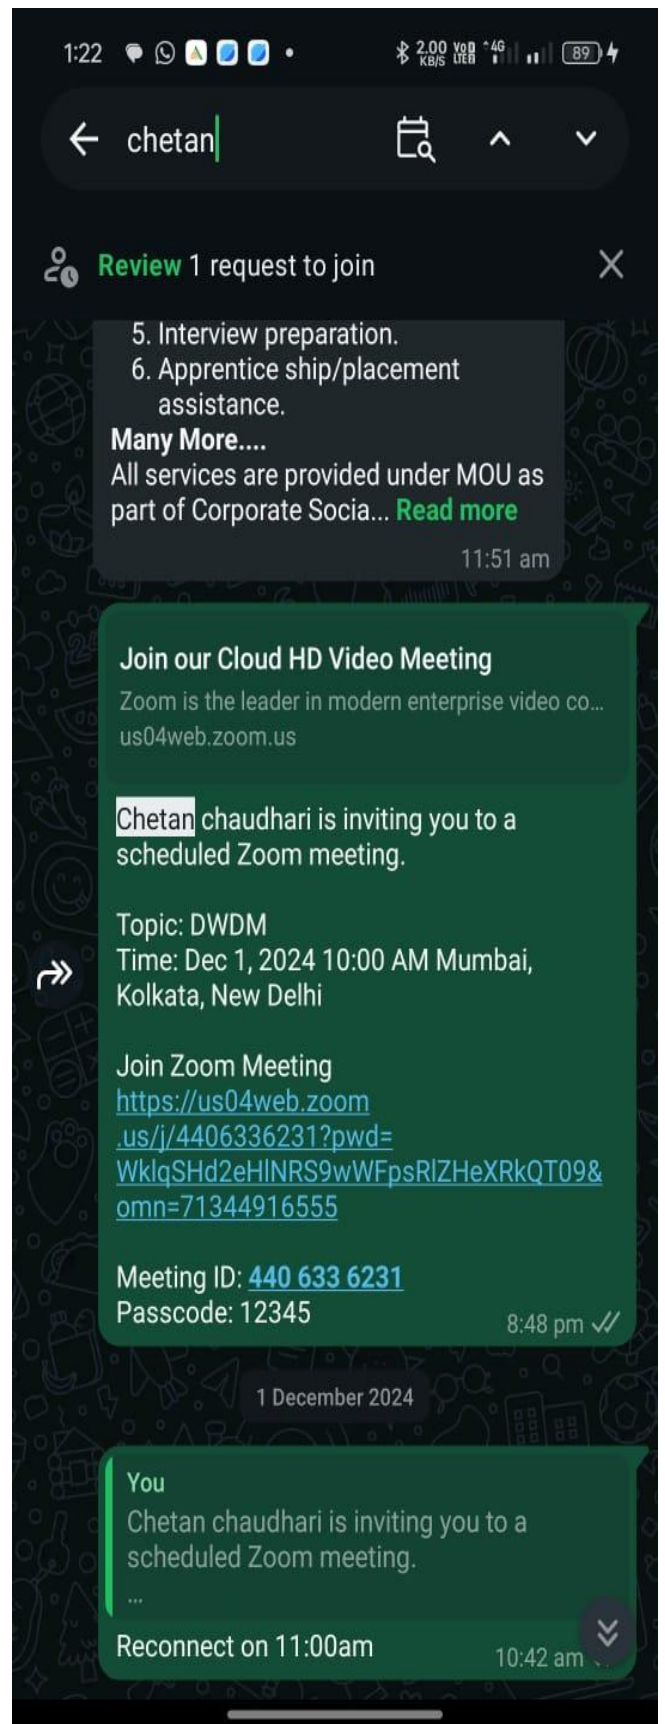 1:22 2.00 KB/S VoD LTE 4G 89
chetan
Review 1 request to join
5. Interview preparation.
6. Apprentice ship/placement
assistance.
Many More....
All services are provided under MOU as
part of Corporate Socia... Read more
11:51 am
Join our Cloud HD Video Meeting
Zoom is the leader in modern enterprise video co...
us04web.zoom.us
Chetan chaudhari is inviting you to a
scheduled Zoom meeting.
Topic: DWDM
Time: Dec 1, 2024 10:00 AM Mumbai,
Kolkata, New Delhi
Join Zoom Meeting
https://us04web.zoom
.us/j/4406336231?pwd=
WklqSHd2eHlNRS9wWFpsRlZHeXRkQT09&
omn=71344916555
Meeting ID: 440 633 6231
Passcode: 12345
8:48 pm
1 December 2024
You
Chetan chaudhari is inviting you to a
scheduled Zoom meeting.
...
Reconnect on 11:00am
10:42 am